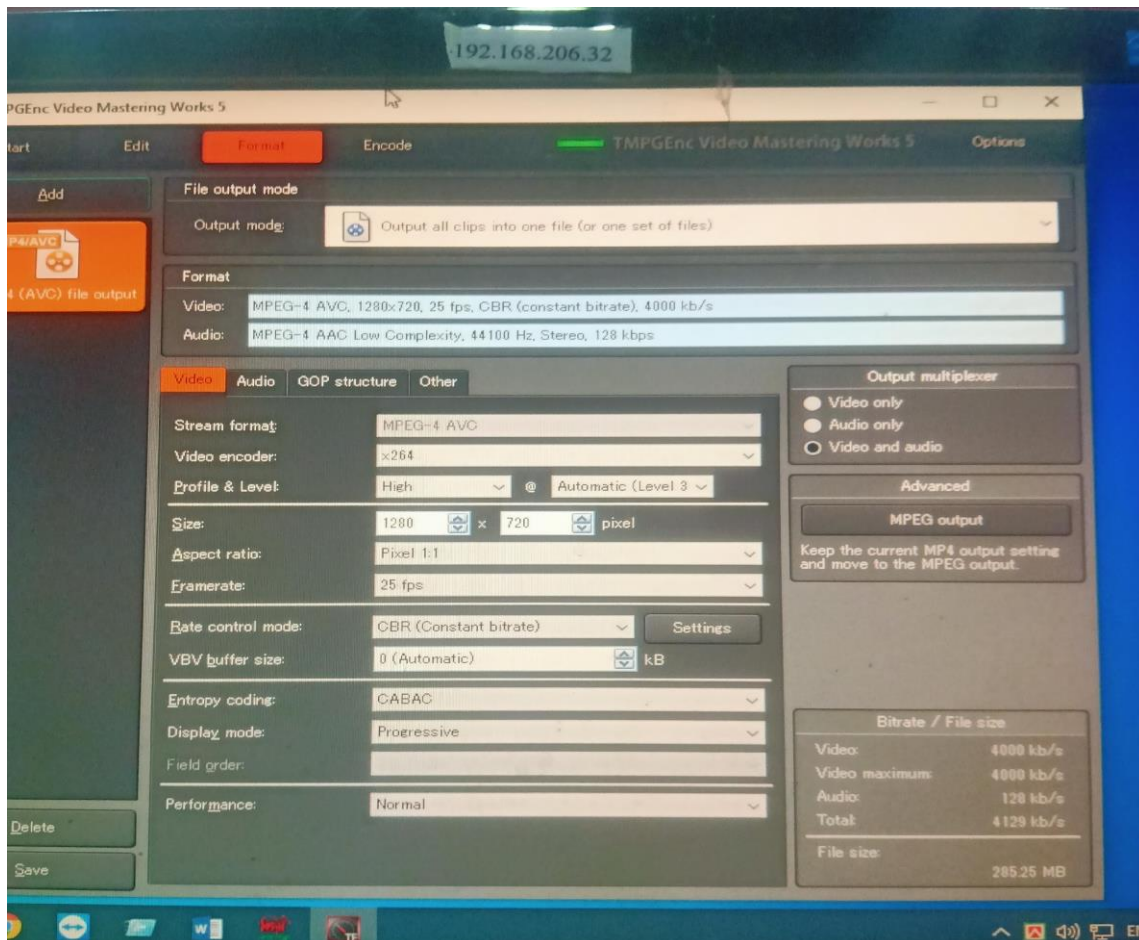 192.168.206.32
PGEnc Video Mastering Works 5
tart Edit Format Encode TMPGEnc Video Mastering Works 5 Options
Add
P4/AVC
4 (AVC) file output
File output mode
Output mode: Output all clips into one file (or one set of files)
Format
Video: MPEG-4 AVC, 1280x720, 25 fps, CBR (constant bitrate), 4000 kb/s
Audio: MPEG-4 AAC Low Complexity, 44100 Hz, Stereo, 128 kbps
Video Audio GOP structure Other
Stream format: MPEG-4 AVC
Video encoder: x264
Profile & Level: High @ Automatic (Level 3
Size: 1280 x 720 pixel
Aspect ratio: Pixel 1:1
Framerate: 25 fps
Rate control mode: CBR (Constant bitrate) Settings
VBV buffer size: 0 (Automatic) kB
Entropy coding: CABAC
Display mode: Progressive
Field order:
Performance: Normal
Output multiplexer
Video only
Audio only
Video and audio
Advanced
MPEG output
Keep the current MP4 output setting
and move to the MPEG output.
Bitrate / File size
Video: 4000 kb/s
Video maximum: 4000 kb/s
Audio: 128 kb/s
Total: 4129 kb/s
File size:
285.25 MB
Delete
Save
W